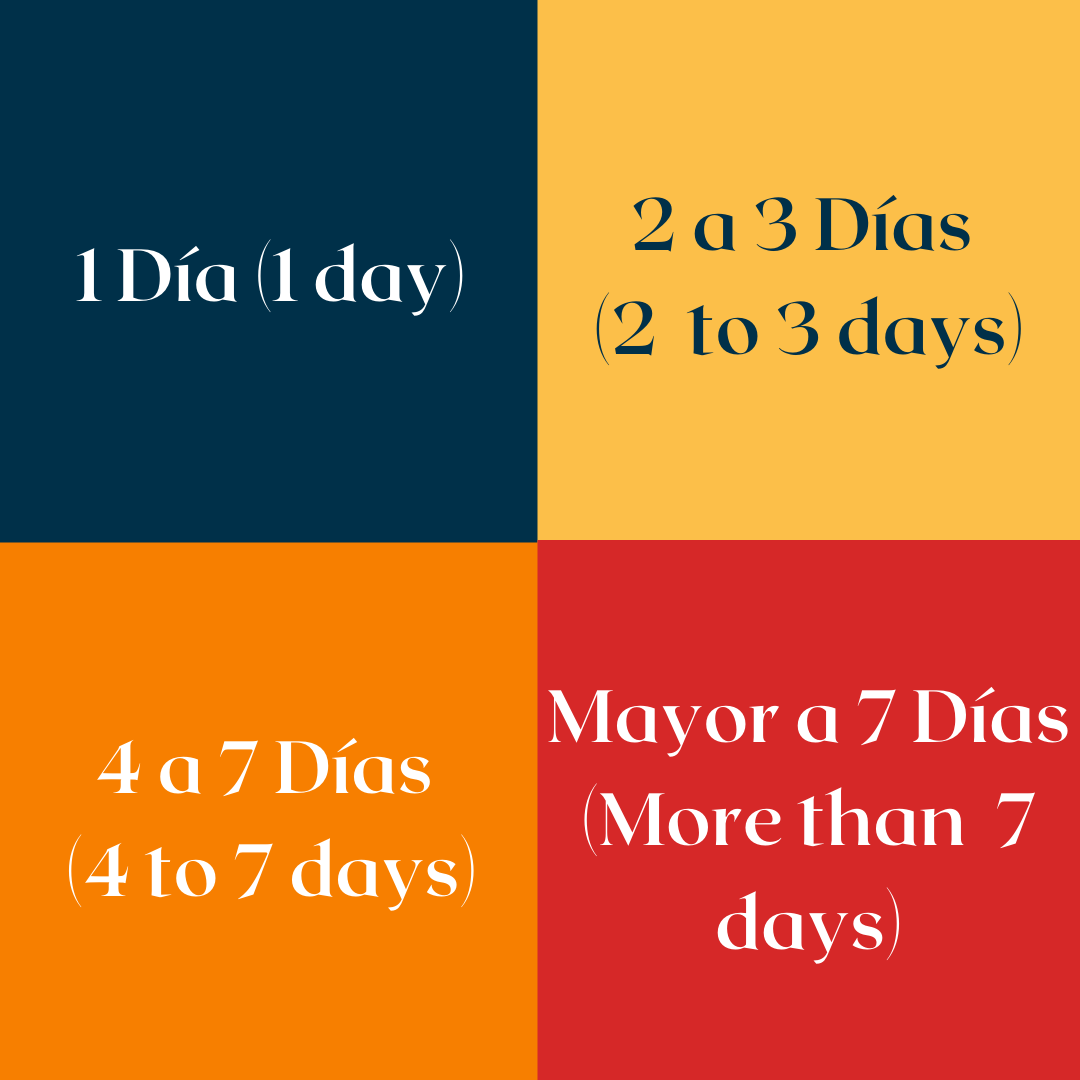 1 Día (1 day)
2 a 3 Días
(2 to 3 days)
4 a 7 Días
(4 to 7 days)
Mayor a 7 Días
(More than 7
days)